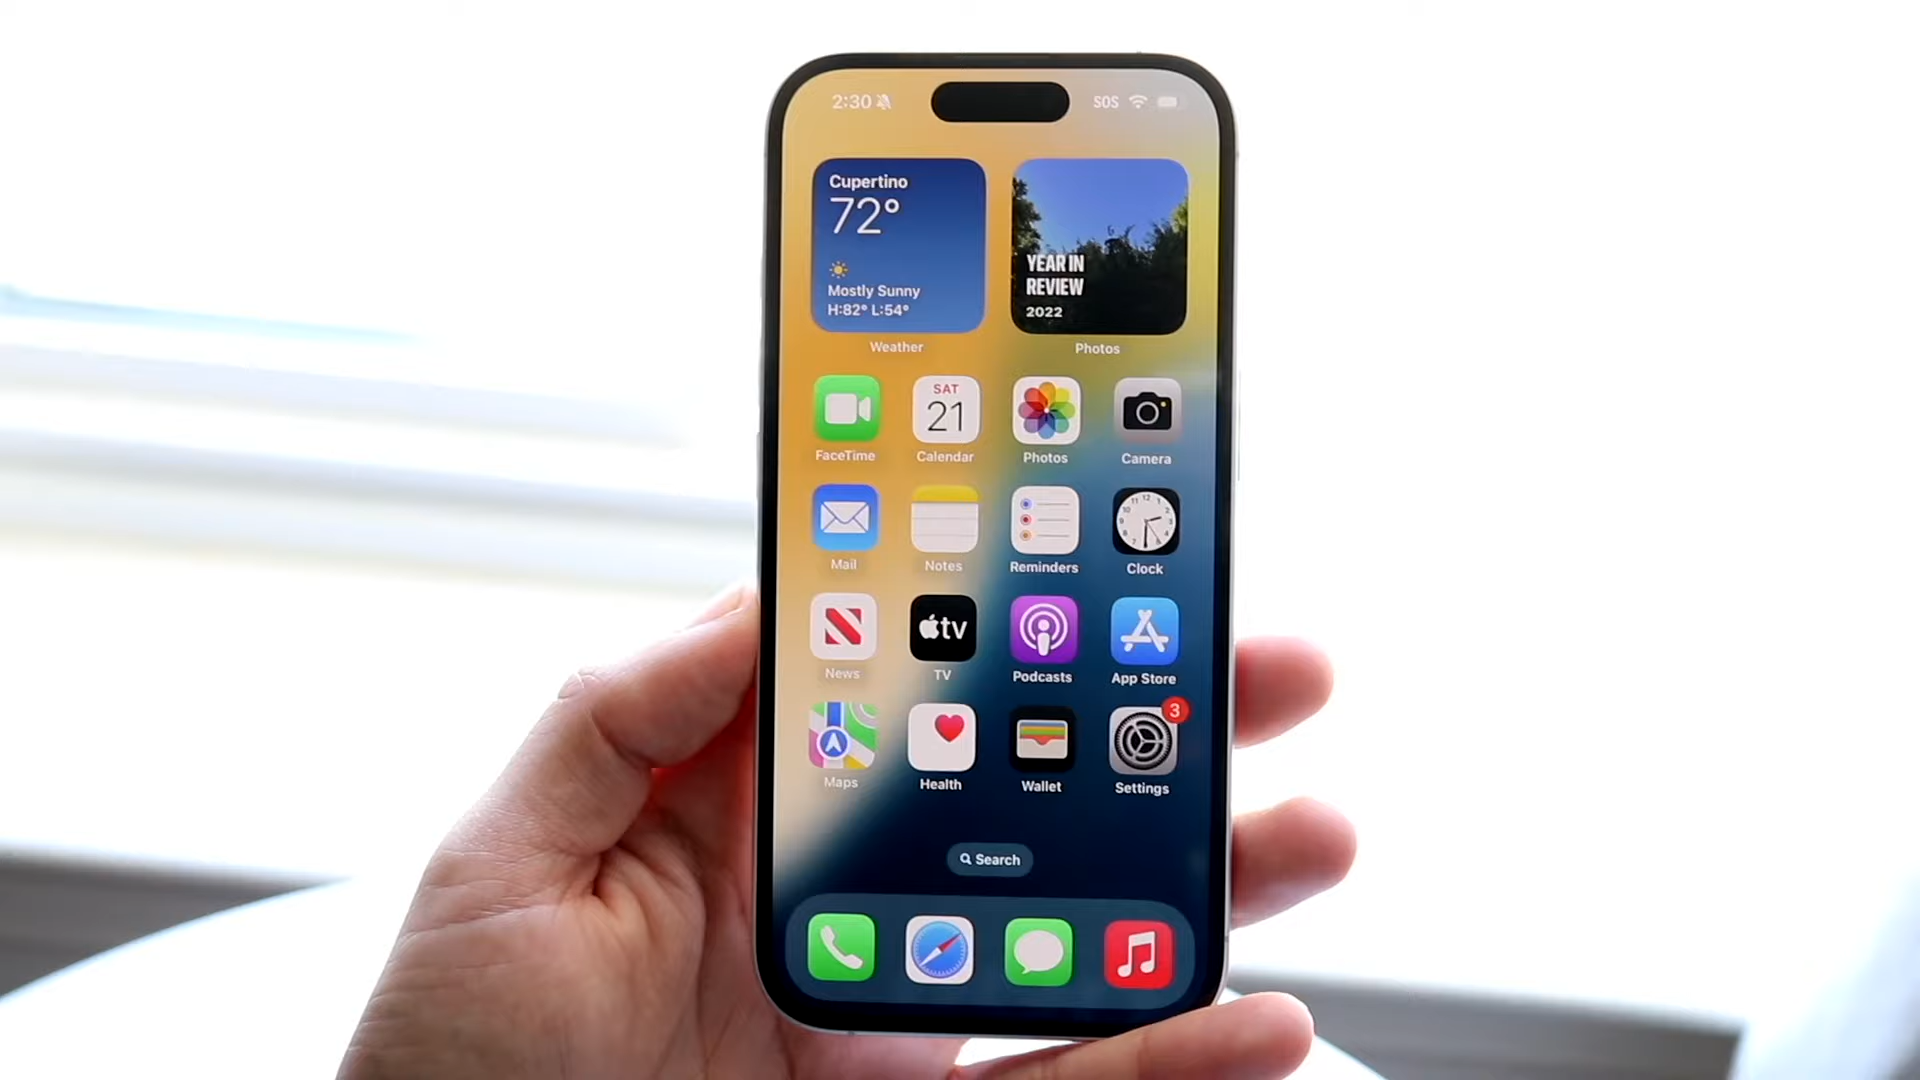 2:30
SOS
Cupertino
72°
Mostly Sunny
H:82° L:54°
Weather
YEAR IN
REVIEW
2022
Photos
SAT
21
FaceTime
Calendar
Photos
Camera
Mail
Notes
Reminders
Clock
tv
News
TV
Podcasts
App Store
3
Maps
Health
Wallet
Settings
Search